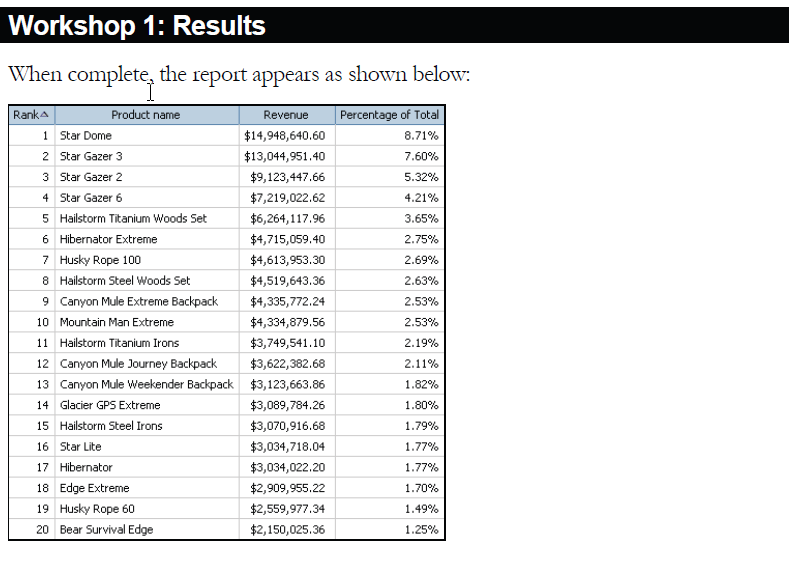 Workshop 1: Results
When complete, the report appears as shown below:
Rank Product name Revenue Percentage of Total
1 Star Dome $14,948,640.60 8.71%
2 Star Gazer 3 $13,044,951.40 7.60%
3 Star Gazer 2 $9,123,447.66 5.32%
4 Star Gazer 6 $7,219,022.62 4.21%
5 Hailstorm Titanium Woods Set $6,264,117.96 3.65%
6 Hibernator Extreme $4,715,059.40 2.75%
7 Husky Rope 100 $4,613,953.30 2.69%
8 Hailstorm Steel Woods Set $4,519,643.36 2.63%
9 Canyon Mule Extreme Backpack $4,335,772.24 2.53%
10 Mountain Man Extreme $4,334,879.56 2.53%
11 Hailstorm Titanium Irons $3,749,541.10 2.19%
12 Canyon Mule Journey Backpack $3,622,382.68 2.11%
13 Canyon Mule Weekender Backpack $3,123,663.86 1.82%
14 Glacier GPS Extreme $3,089,784.26 1.80%
15 Hailstorm Steel Irons $3,070,916.68 1.79%
16 Star Lite $3,034,718.04 1.77%
17 Hibernator $3,034,022.20 1.77%
18 Edge Extreme $2,909,955.22 1.70%
19 Husky Rope 60 $2,559,977.34 1.49%
20 Bear Survival Edge $2,150,025.36 1.25%